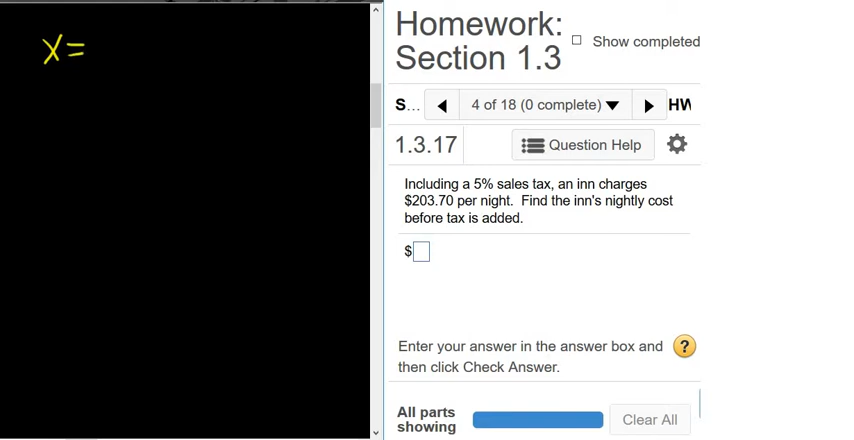 x=
Homework:
Section 1.3
Show completed
S... 4 of 18 (0 complete) HW
1.3.17 Question Help
Including a 5% sales tax, an inn charges
$203.70 per night. Find the inn's nightly cost
before tax is added.
$
Enter your answer in the answer box and
then click Check Answer.
?
All parts
showing
Clear All